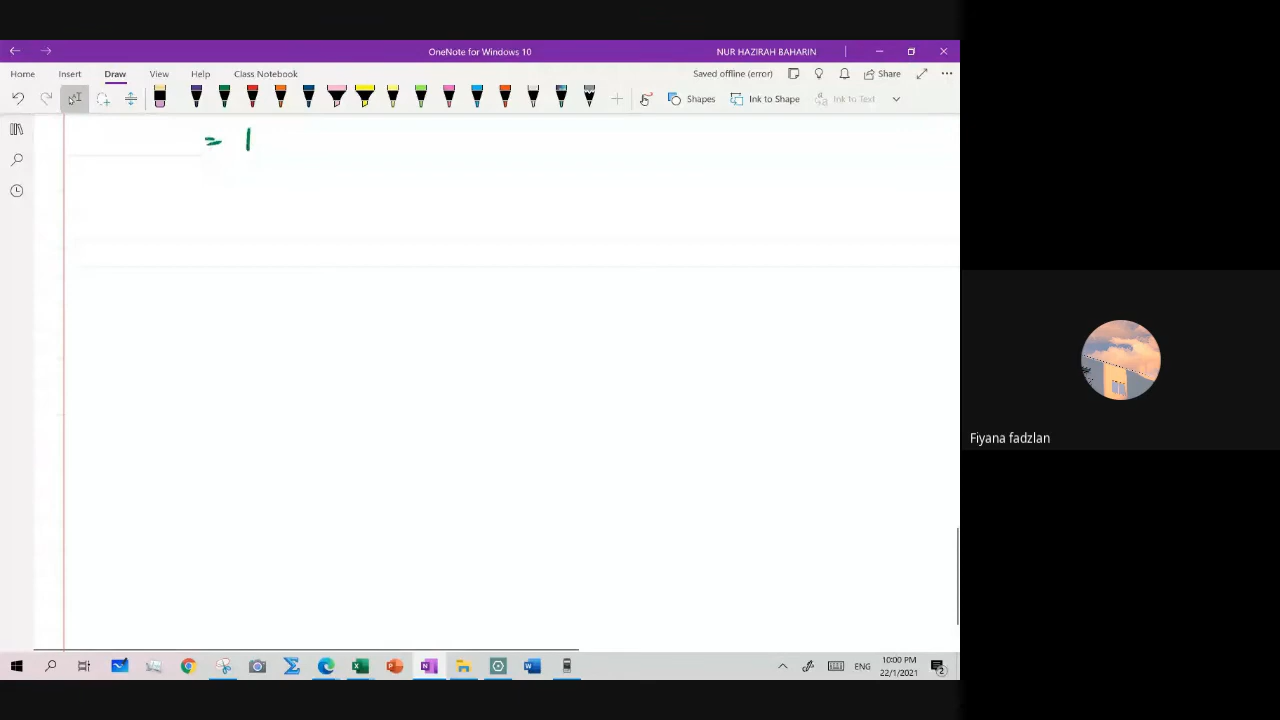 OneNote for Windows 10
NUR HAZIRAH BAHARIN
Home Insert Draw View Help Class Notebook
Saved offline (error) Share
Shapes Ink to Shape Ink to Text
= 1
Fiyana fadzlan
ENG
10:00 PM
22/1/2021
2